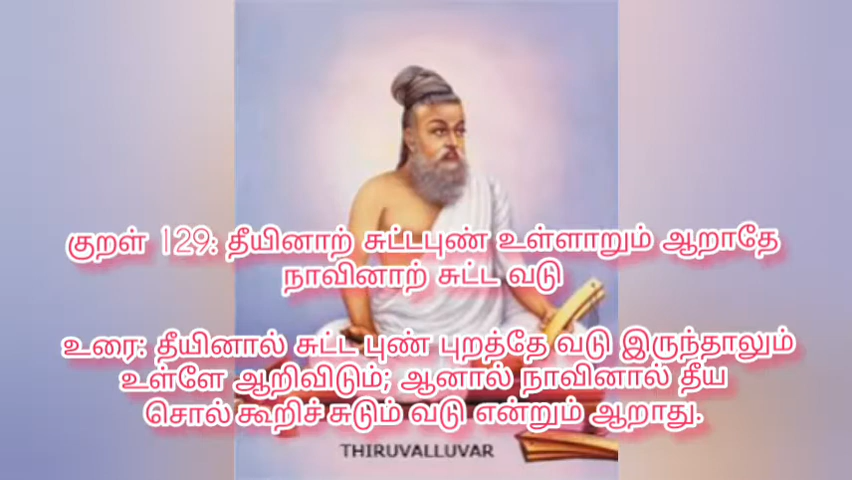 குறள் 129: தீயினாற் சுட்டபுண் உள்ளாறும் ஆறாதே
நாவினாற் சுட்ட வடு
உரை: தீயினால் சுட்ட புண் புறத்தே வடு இருந்தாலும்
உள்ளே ஆறிவிடும்; ஆனால் நாவினால் தீய
சொல் கூறிச் சுடும் வடு என்றும் ஆறாது.
THIRUVALLUVAR